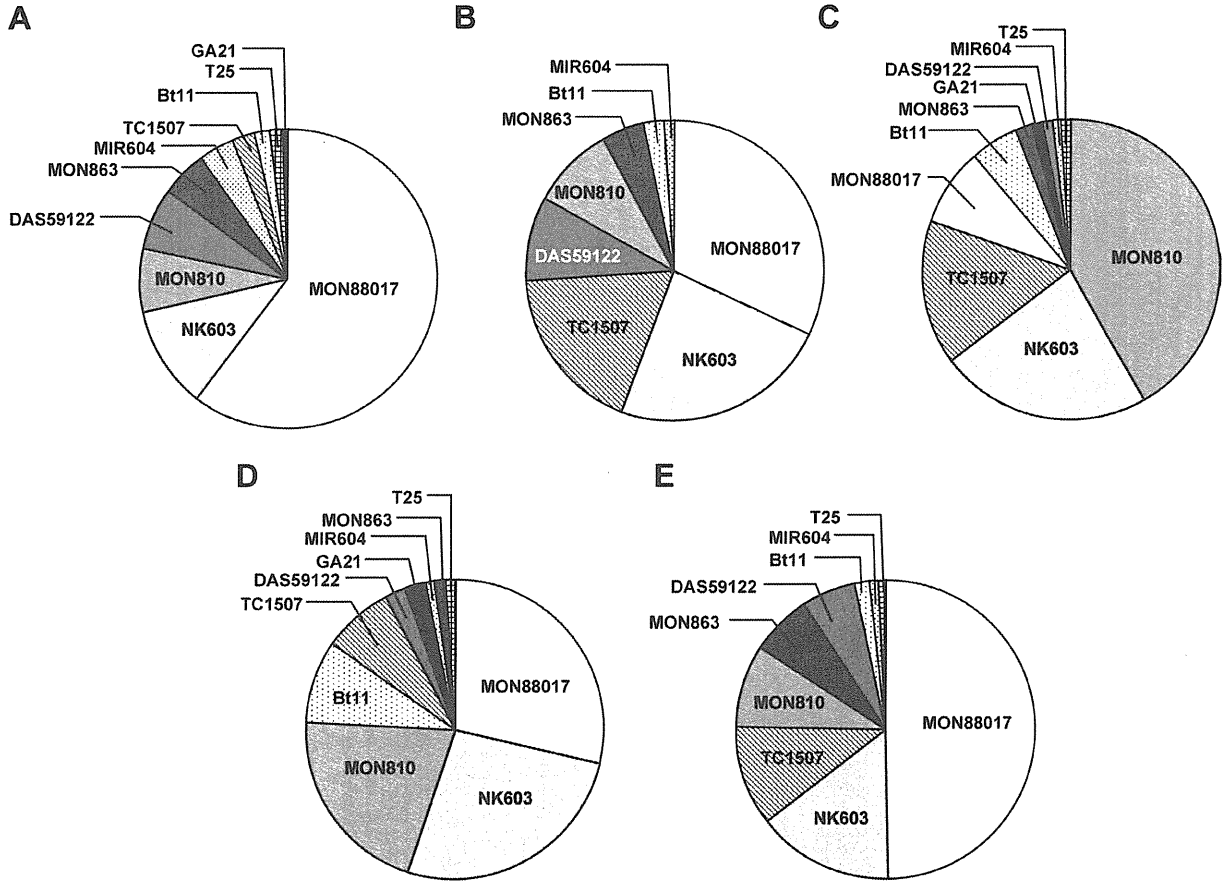 A
GA21
T25
Bt11
TC1507
MIR604
MON863
DAS59122
MON810
NK603
MON88017
B
MIR604
Bt11
MON863
MON810
DAS59122
TC1507
MON88017
NK603
C
T25
MIR604
DAS59122
GA21
MON863
Bt11
MON88017
TC1507
MON810
NK603
D
T25
MON863
MIR604
GA21
DAS59122
TC1507
Bt11
MON88017
MON810
NK603
E
T25
MIR604
Bt11
DAS59122
MON863
MON810
MON88017
TC1507
NK603